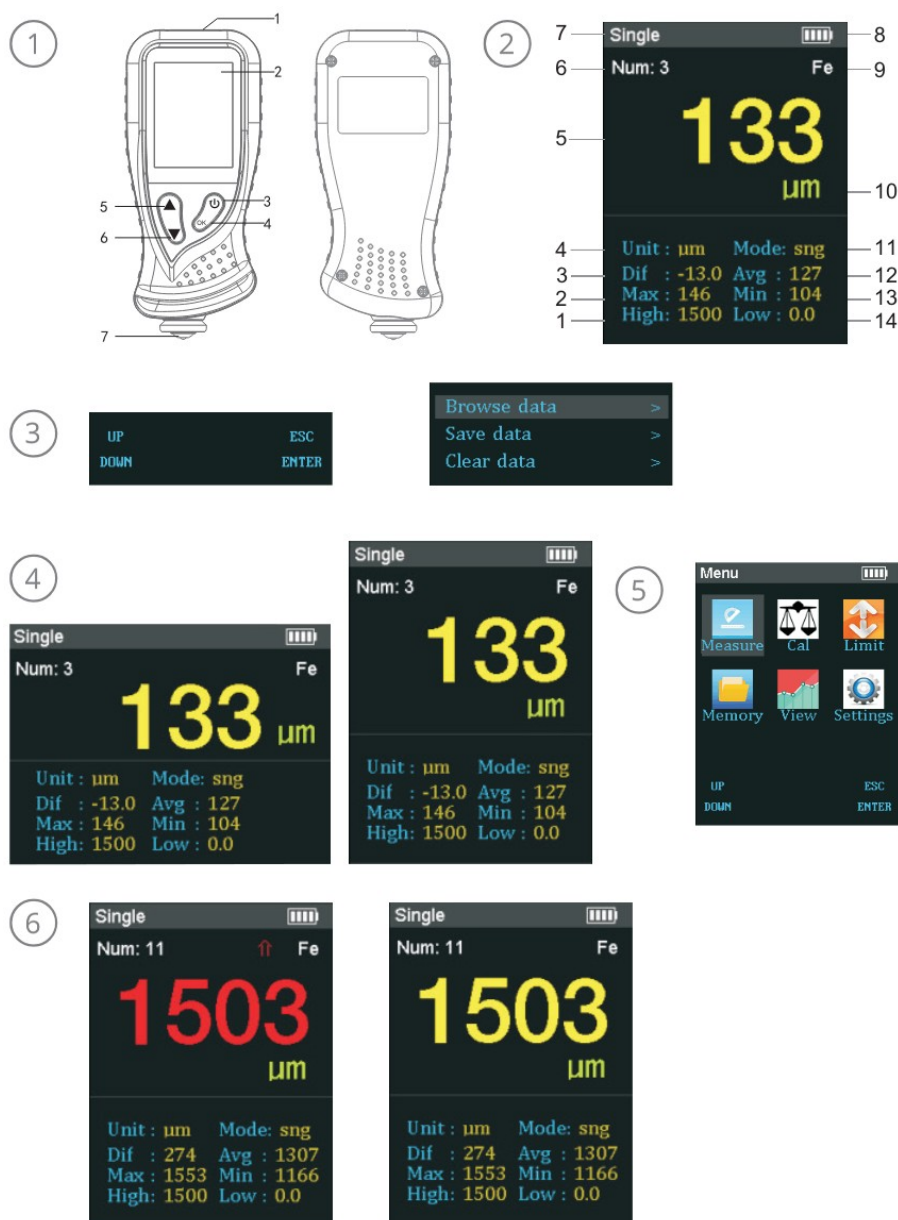 1
1
2
3
4
5
6
7
OK
2
7 Single 8
6 Num: 3 Fe 9
5 133
µm 10
4 Unit : µm Mode: sng 11
3 Dif : -13.0 Avg : 127 12
2 Max : 146 Min : 104 13
1 High: 1500 Low : 0.0 14
3
UP ESC
DOWN ENTER
Browse data >
Save data >
Clear data >
4
Single
Num: 3 Fe
133 µm
Unit : µm Mode: sng
Dif : -13.0 Avg : 127
Max : 146 Min : 104
High: 1500 Low : 0.0
Single
Num: 3 Fe
133
µm
Unit : µm Mode: sng
Dif : -13.0 Avg : 127
Max : 146 Min : 104
High: 1500 Low : 0.0
5
Menu
Measure Cal Limit
Memory View Settings
UP ESC
DOWN ENTER
6
Single
Num: 11 ⇑ Fe
1503
µm
Unit : µm Mode: sng
Dif : 274 Avg : 1307
Max : 1553 Min : 1166
High: 1500 Low : 0.0
Single
Num: 11 Fe
1503
µm
Unit : µm Mode: sng
Dif : 274 Avg : 1307
Max : 1553 Min : 1166
High: 1500 Low : 0.0